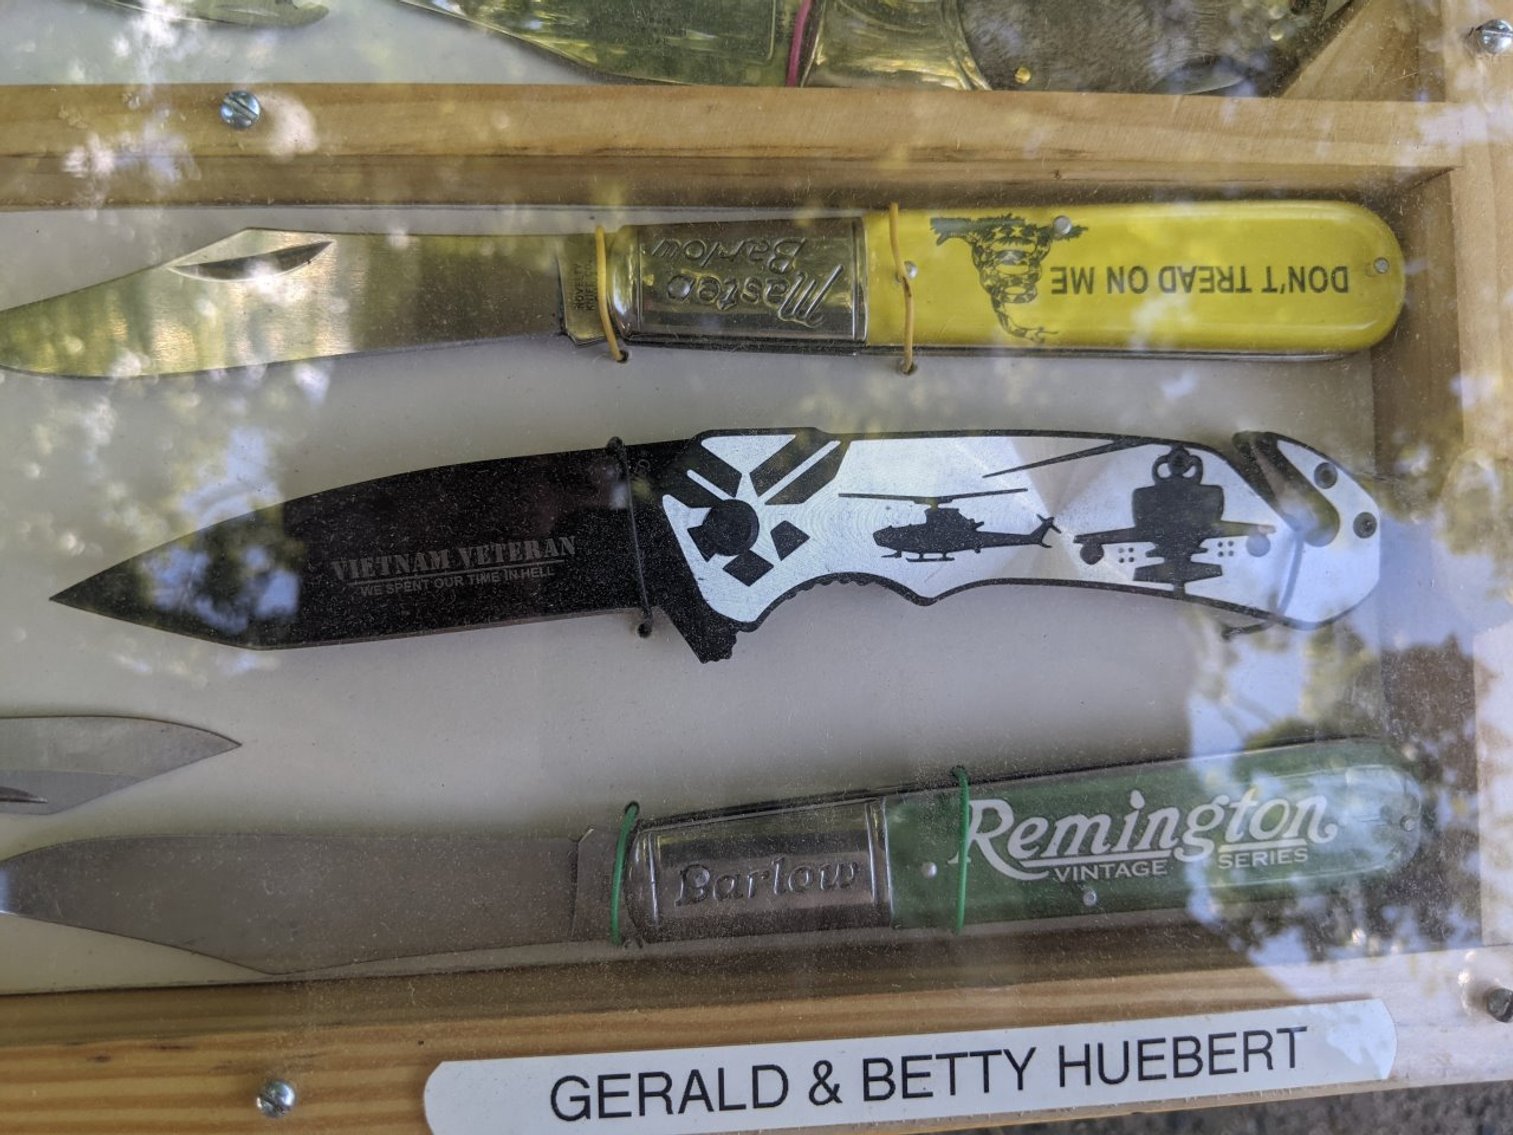 Master
Barlow
DON'T TREAD ON ME
VIETNAM VETERAN
WE SPENT OUR TIME IN HELL
Barlow
Remington
VINTAGE SERIES
GERALD & BETTY HUEBERT